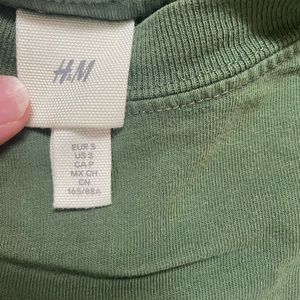 H&M
EUR S
US S
CA P
MX CH
CN
165/88A